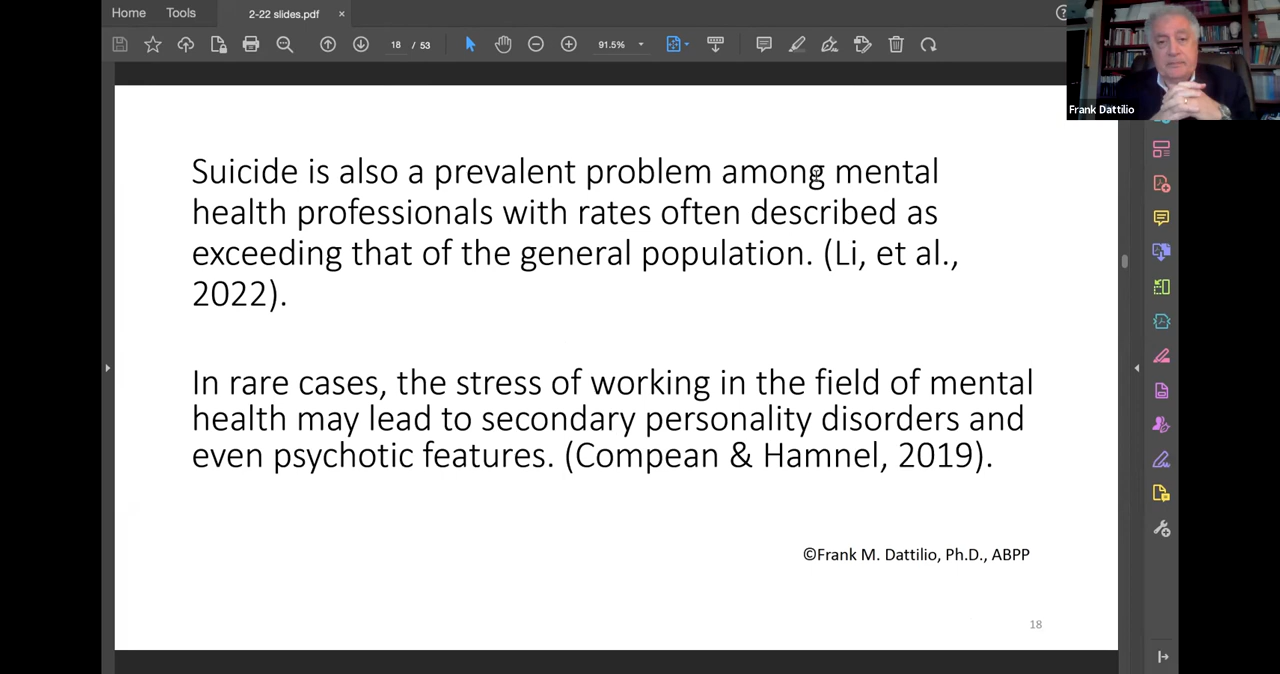 Home Tools 2-22 slides.pdf ×
18 / 53 91.5%
Frank Dattilio
Suicide is also a prevalent problem among mental
health professionals with rates often described as
exceeding that of the general population. (Li, et al.,
2022).
In rare cases, the stress of working in the field of mental
health may lead to secondary personality disorders and
even psychotic features. (Compean & Hamnel, 2019).
©Frank M. Dattilio, Ph.D., ABPP
18